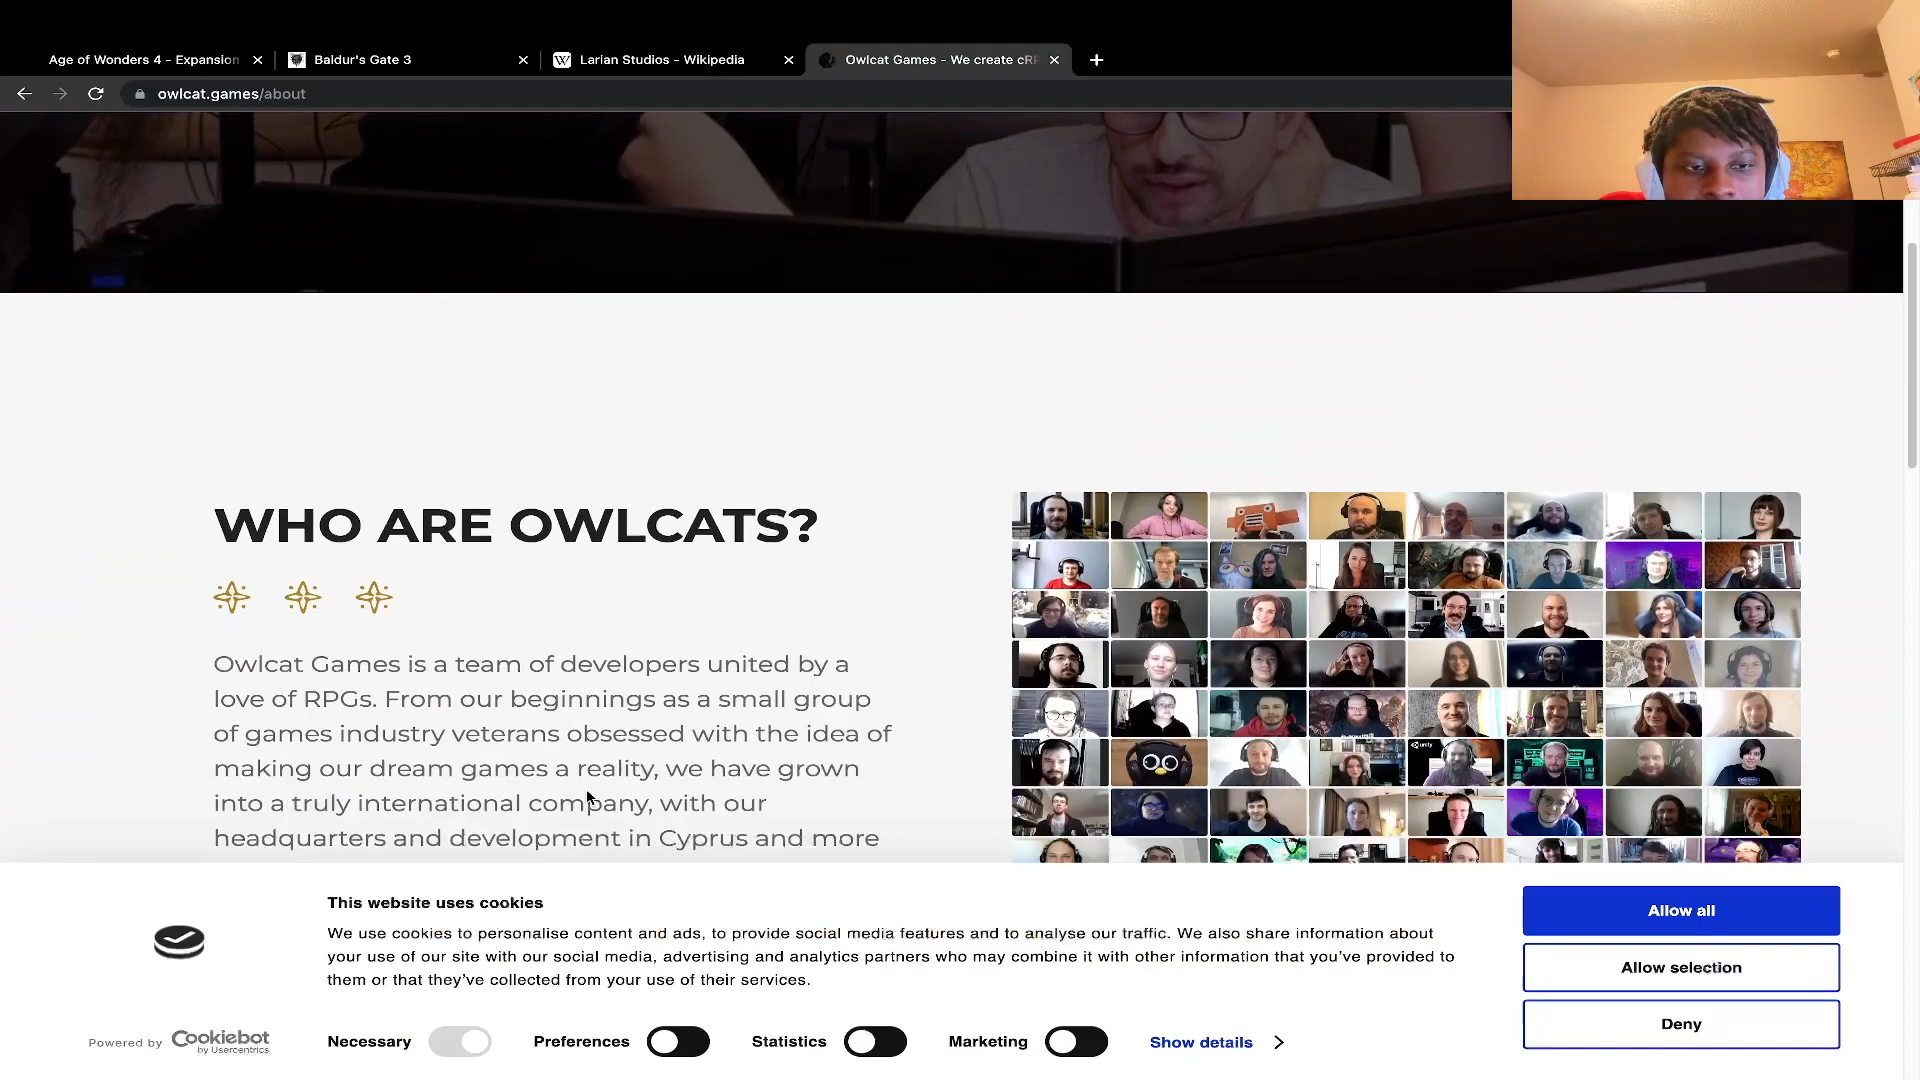 Age of Wonders 4 - Expansion
Baldur's Gate 3
Larian Studios - Wikipedia
Owlcat Games - We create cR
owlcat.games/about
WHO ARE OWLCATS?
Owlcat Games is a team of developers united by a
love of RPGs. From our beginnings as a small group
of games industry veterans obsessed with the idea of
making our dream games a reality, we have grown
into a truly international company, with our
headquarters and development in Cyprus and more
unity
This website uses cookies
We use cookies to personalise content and ads, to provide social media features and to analyse our traffic. We also share information about
your use of our site with our social media, advertising and analytics partners who may combine it with other information that you've provided to
them or that they've collected from your use of their services.
Allow all
Allow selection
Deny
Powered by Cookiebot
by Usercentrics
Necessary
Preferences
Statistics
Marketing
Show details